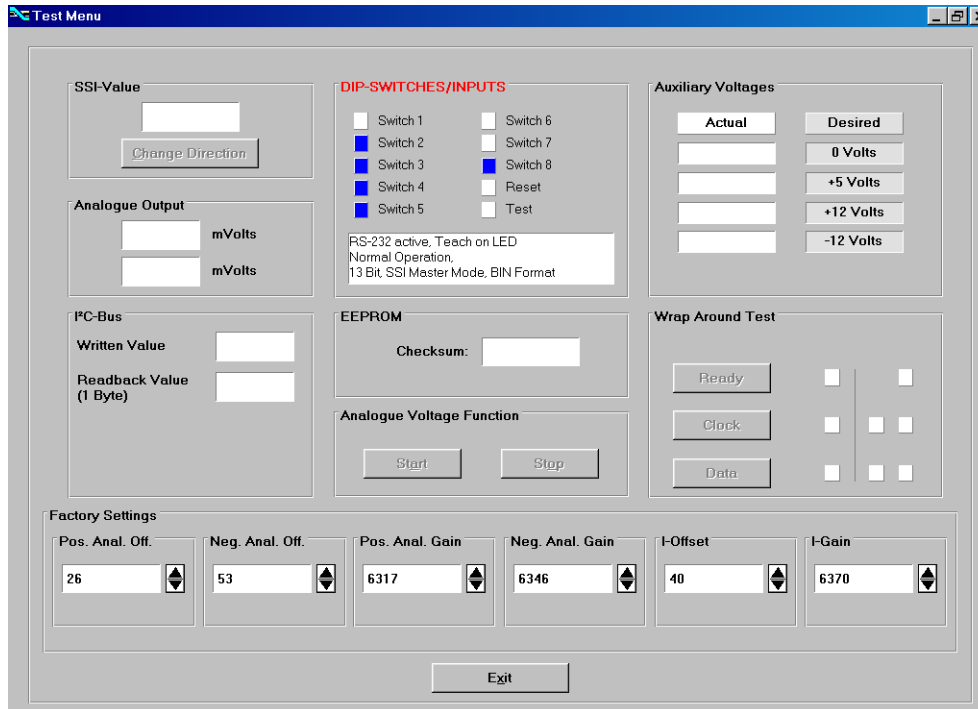 Test Menu
SSI-Value
Change Direction
Analogue Output
mVolts
mVolts
I²C-Bus
Written Value
Readback Value
(1 Byte)
DIP-SWITCHES/INPUTS
Switch 1
Switch 2
Switch 3
Switch 4
Switch 5
Switch 6
Switch 7
Switch 8
Reset
Test
RS-232 active, Teach on LED
Normal Operation,
13 Bit, SSI Master Mode, BIN Format
EEPROM
Checksum:
Analogue Voltage Function
Start
Stop
Auxiliary Voltages
Actual
Desired
0 Volts
+5 Volts
+12 Volts
-12 Volts
Wrap Around Test
Ready
Clock
Data
Factory Settings
Pos. Anal. Off.
26
Neg. Anal. Off.
53
Pos. Anal. Gain
6317
Neg. Anal. Gain
6346
I-Offset
40
I-Gain
6370
Exit